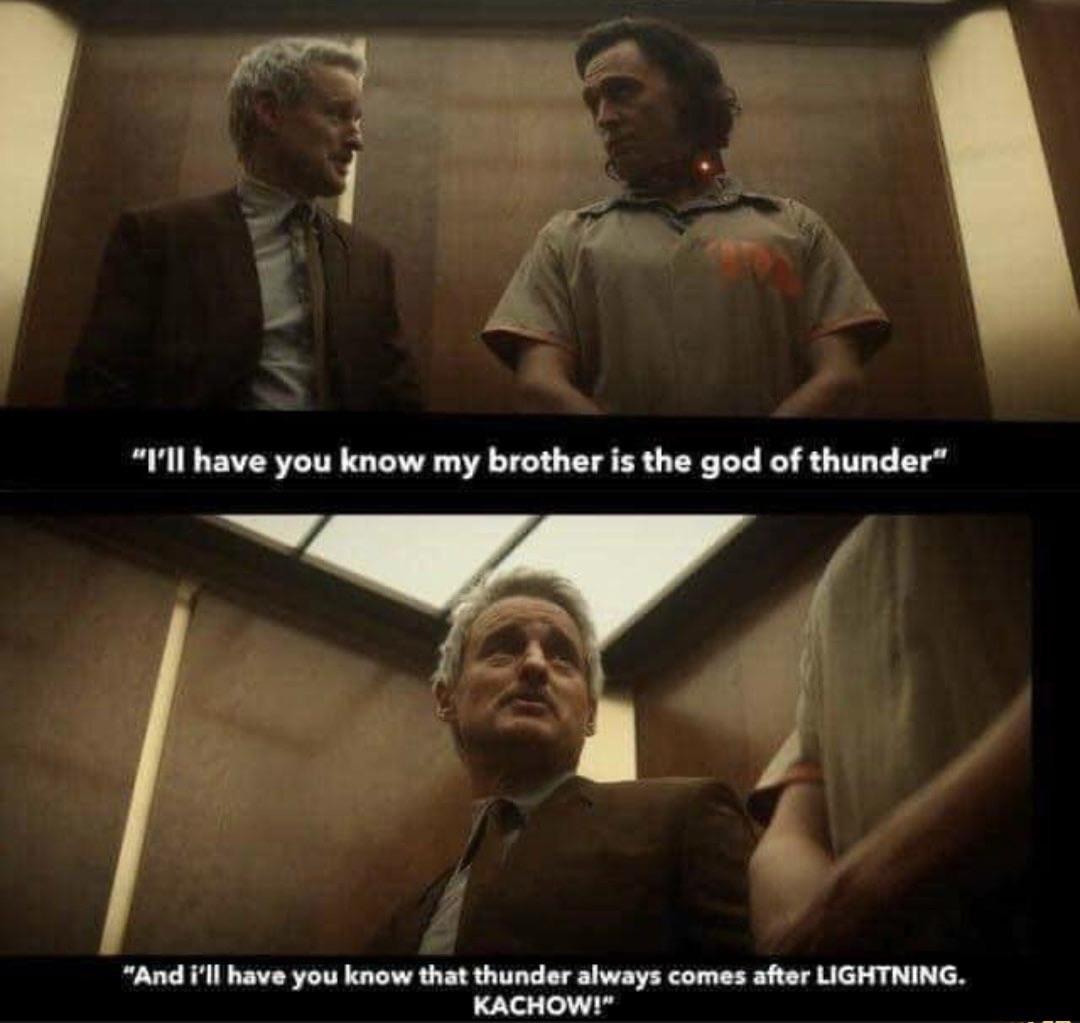 "I'll have you know my brother is the god of thunder"
"And i'll have you know that thunder always comes after LIGHTNING.
KACHOW!"